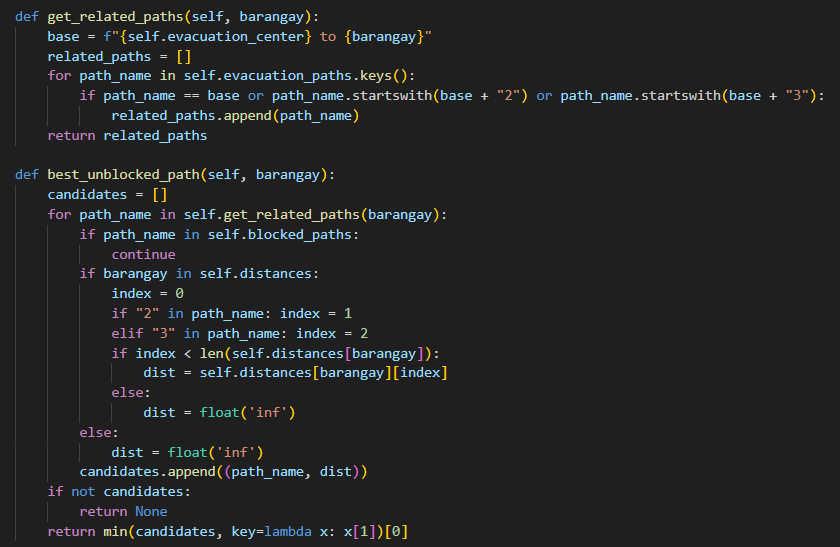 def get_related_paths(self, barangay):
    base = f"{self.evacuation_center} to {barangay}"
    related_paths = []
    for path_name in self.evacuation_paths.keys():
        if path_name == base or path_name.startswith(base + "2") or path_name.startswith(base + "3"):
            related_paths.append(path_name)
    return related_paths

def best_unblocked_path(self, barangay):
    candidates = []
    for path_name in self.get_related_paths(barangay):
        if path_name in self.blocked_paths:
            continue
        if barangay in self.distances:
            index = 0
            if "2" in path_name: index = 1
            elif "3" in path_name: index = 2
            if index < len(self.distances[barangay]):
                dist = self.distances[barangay][index]
            else:
                dist = float('inf')
        else:
            dist = float('inf')
        candidates.append((path_name, dist))
    if not candidates:
        return None
    return min(candidates, key=lambda x: x[1])[0]